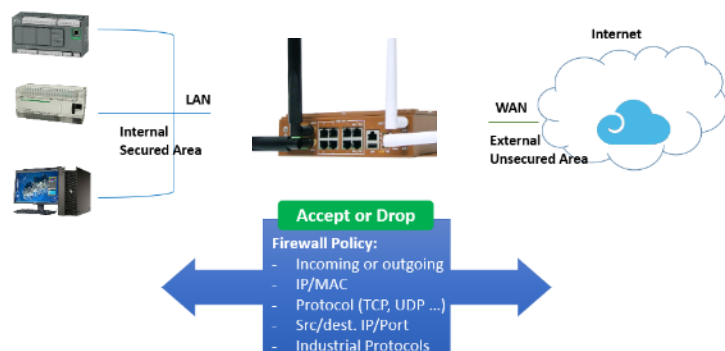 Internet
LAN
WAN
Internal
Secured Area
External
Unsecured Area
Accept or Drop
Firewall Policy:
- Incoming or outgoing
- IP/MAC
- Protocol (TCP, UDP ...)
- Src/dest. IP/Port
- Industrial Protocols